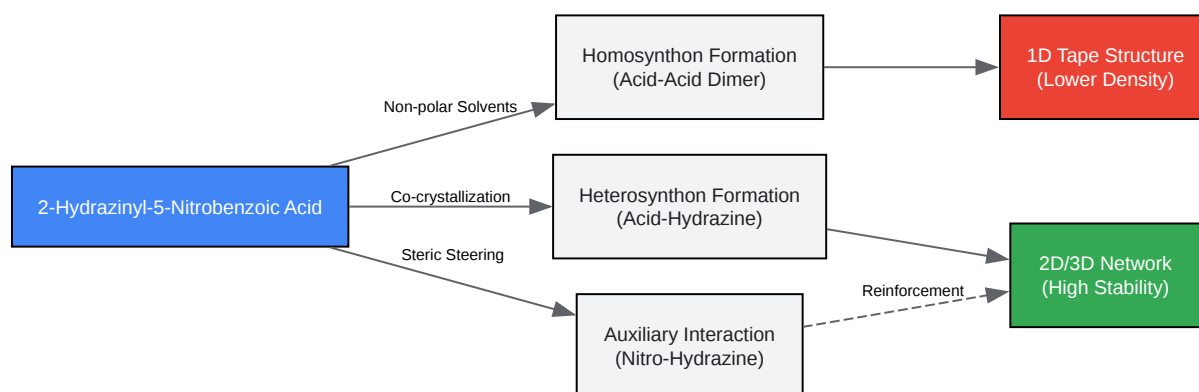 Homosynthon Formation
(Acid-Acid Dimer)
1D Tape Structure
(Lower Density)
Non-polar Solvents
2-Hydrazinyl-5-Nitrobenzoic Acid
Co-crystallization
Heterosynthon Formation
(Acid-Hydrazine)
Steric Steering
2D/3D Network
(High Stability)
Reinforcement
Auxiliary Interaction
(Nitro-Hydrazine)